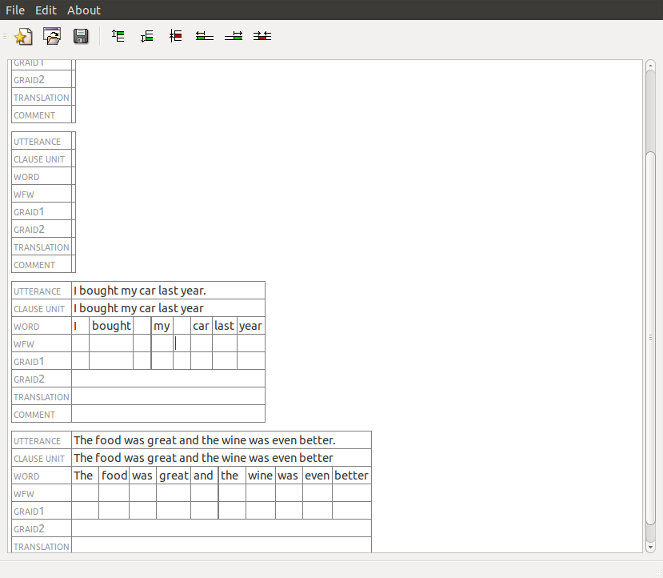 File Edit About
GRAID1
GRAID2
TRANSLATION
COMMENT
UTTERANCE
CLAUSE UNIT
WORD
WFW
GRAID1
GRAID2
TRANSLATION
COMMENT
UTTERANCE I bought my car last year.
CLAUSE UNIT I bought my car last year
WORD I bought my car last year
WFW
GRAID1
GRAID2
TRANSLATION
COMMENT
UTTERANCE The food was great and the wine was even better.
CLAUSE UNIT The food was great and the wine was even better
WORD The food was great and the wine was even better
WFW
GRAID1
GRAID2
TRANSLATION